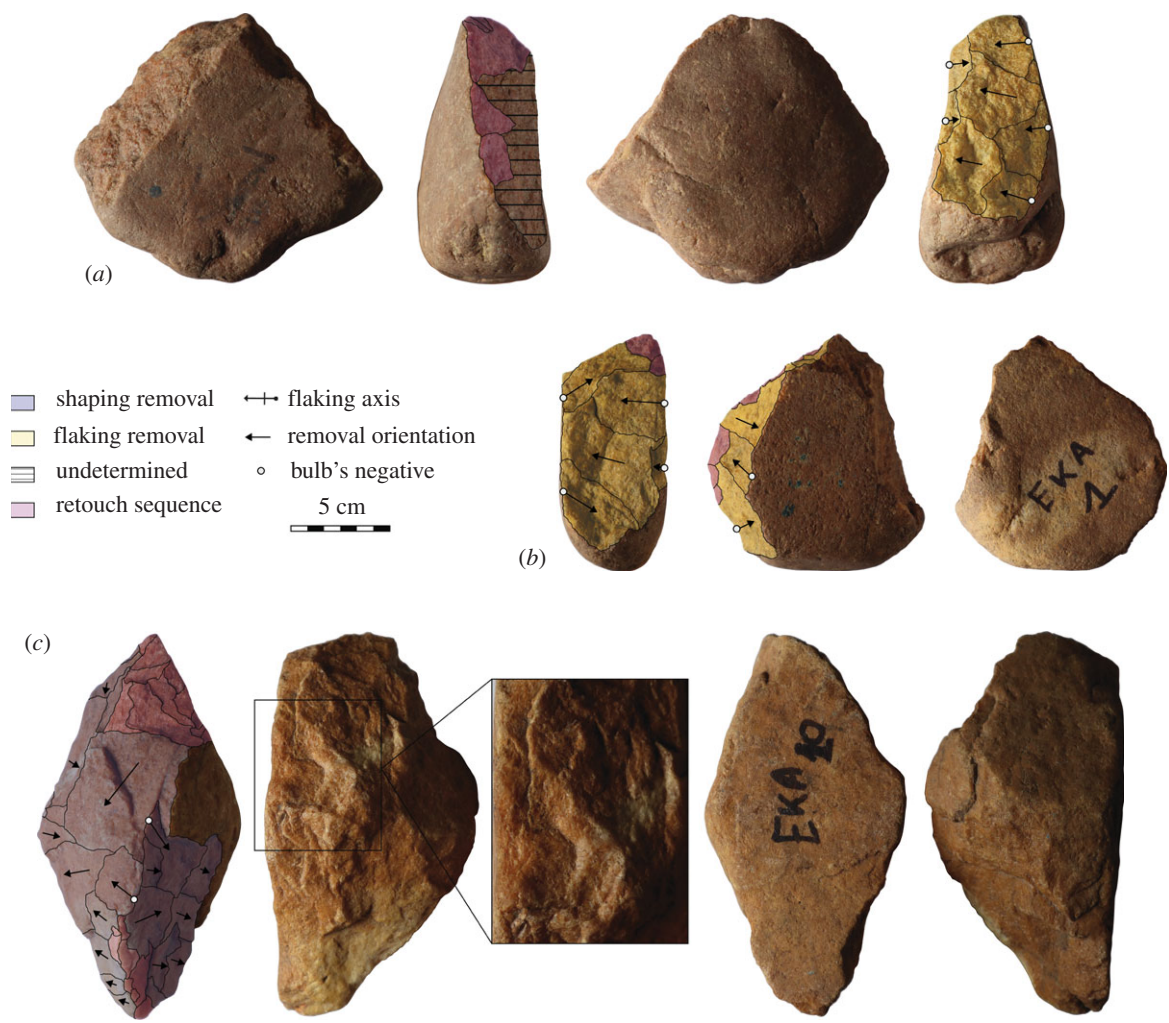 (a)
shaping removal
flaking axis
flaking removal
removal orientation
undetermined
bulb's negative
retouch sequence
5 cm
(b)
EKA
1
(c)
EKA 10